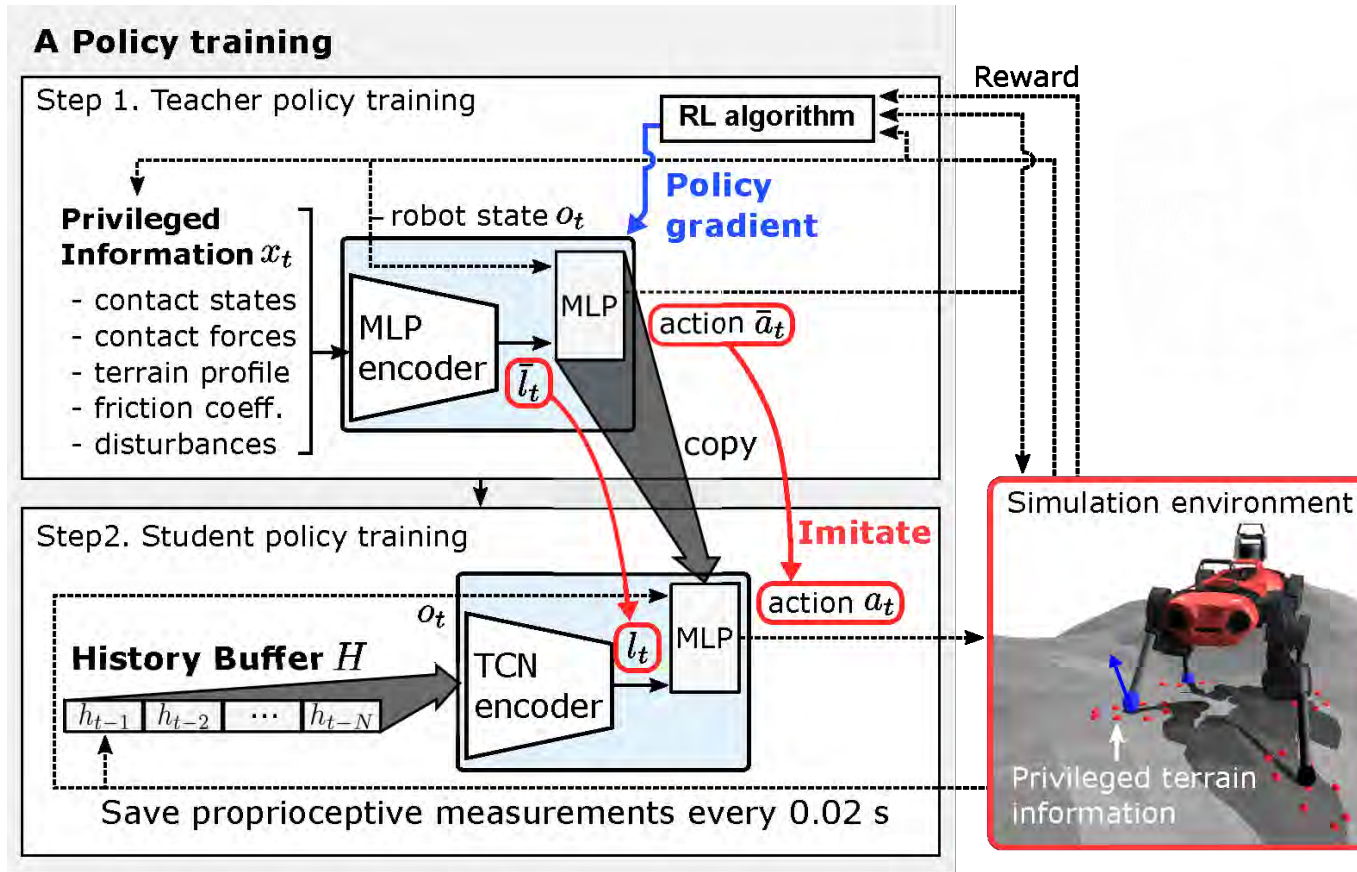 A Policy training
Step 1. Teacher policy training
Reward
RL algorithm
Policy
gradient
robot state o_t
Privileged
Information x_t
- contact states
- contact forces
- terrain profile
- friction coeff.
- disturbances
MLP
encoder
MLP
l̄_t
action ā_t
copy
Imitate
Step2. Student policy training
o_t
History Buffer H
h_{t-1} h_{t-2} ... h_{t-N}
TCN
encoder
l_t
MLP
action a_t
Save proprioceptive measurements every 0.02 s
Simulation environment
Privileged terrain
information